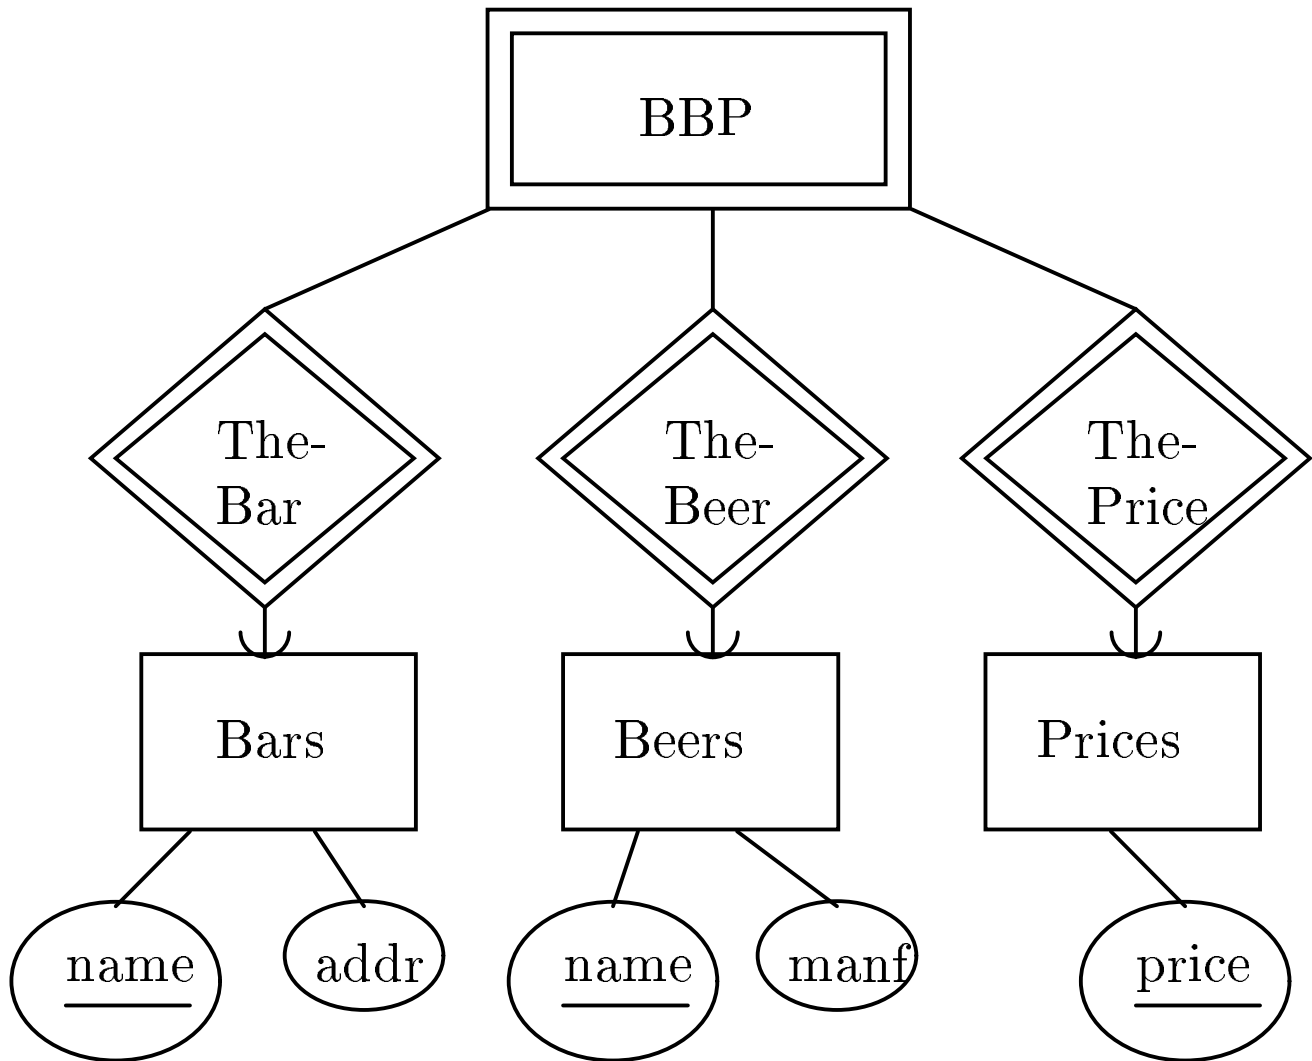 BBP
The-
Bar
The-
Beer
The-
Price
Bars
Beers
Prices
name
addr
name
manf
price